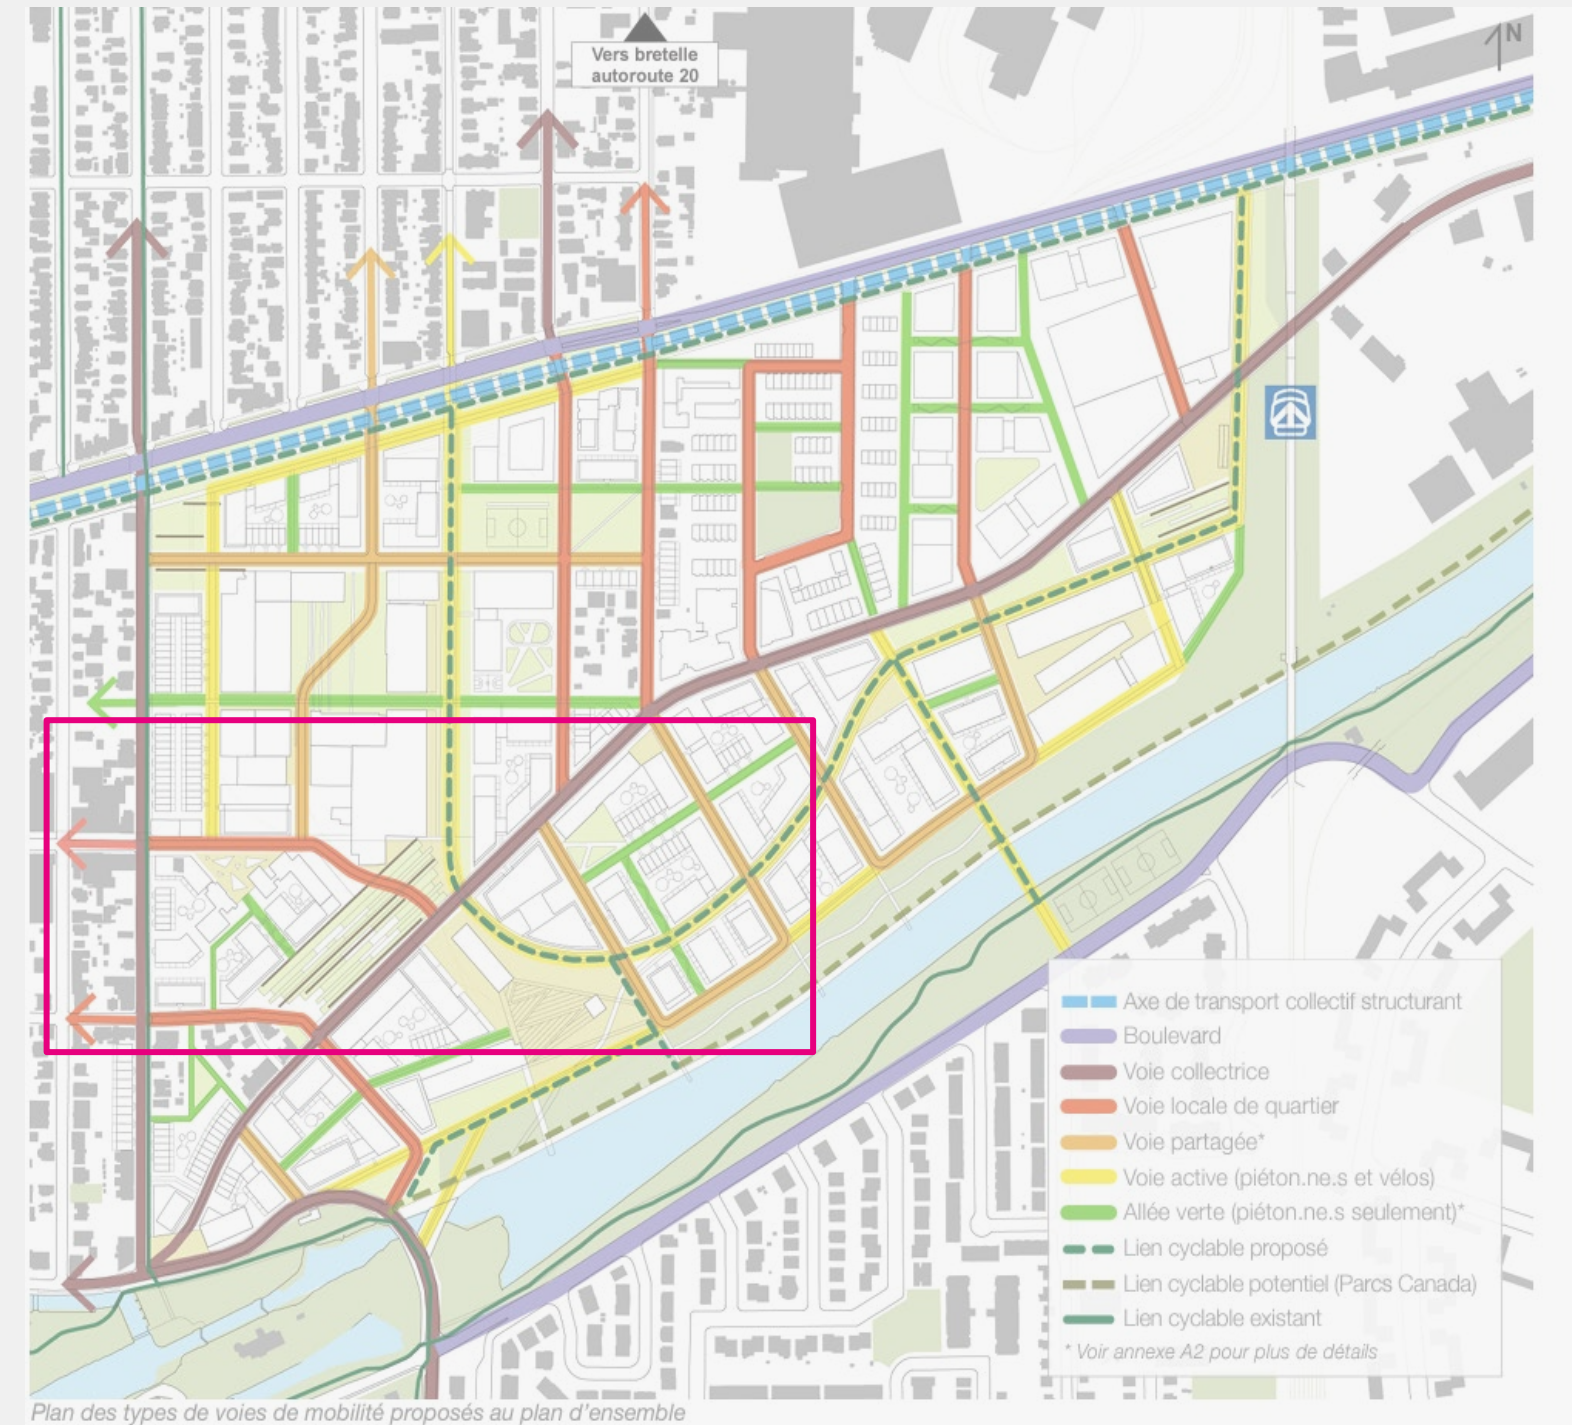 Vers bretelle
autoroute 20
N
Axe de transport collectif structurant
Boulevard
Voie collectrice
Voie locale de quartier
Voie partagée*
Voie active (piéton.ne.s et vélos)
Allée verte (piéton.ne.s seulement)*
Lien cyclable proposé
Lien cyclable potentiel (Parcs Canada)
Lien cyclable existant
* Voir annexe A2 pour plus de détails
Plan des types de voies de mobilité proposés au plan d'ensemble